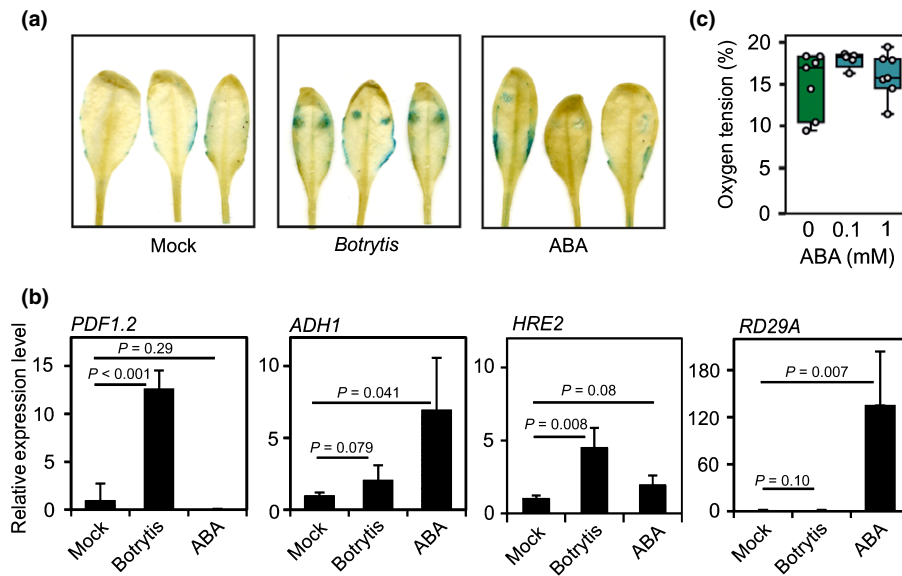 (a)
Mock
Botrytis
ABA
(c)
Oxygen tension (%)
20
15
10
5
0
0 0.1 1
ABA (mM)
(b)
Relative expression level
PDF1.2
P = 0.29
P < 0.001
15
10
5
0
Mock
Botrytis
ABA
ADH1
P = 0.041
P = 0.079
10
5
0
Mock
Botrytis
ABA
HRE2
P = 0.08
P = 0.008
10
5
0
Mock
Botrytis
ABA
RD29A
P = 0.007
P = 0.10
180
120
60
0
Mock
Botrytis
ABA